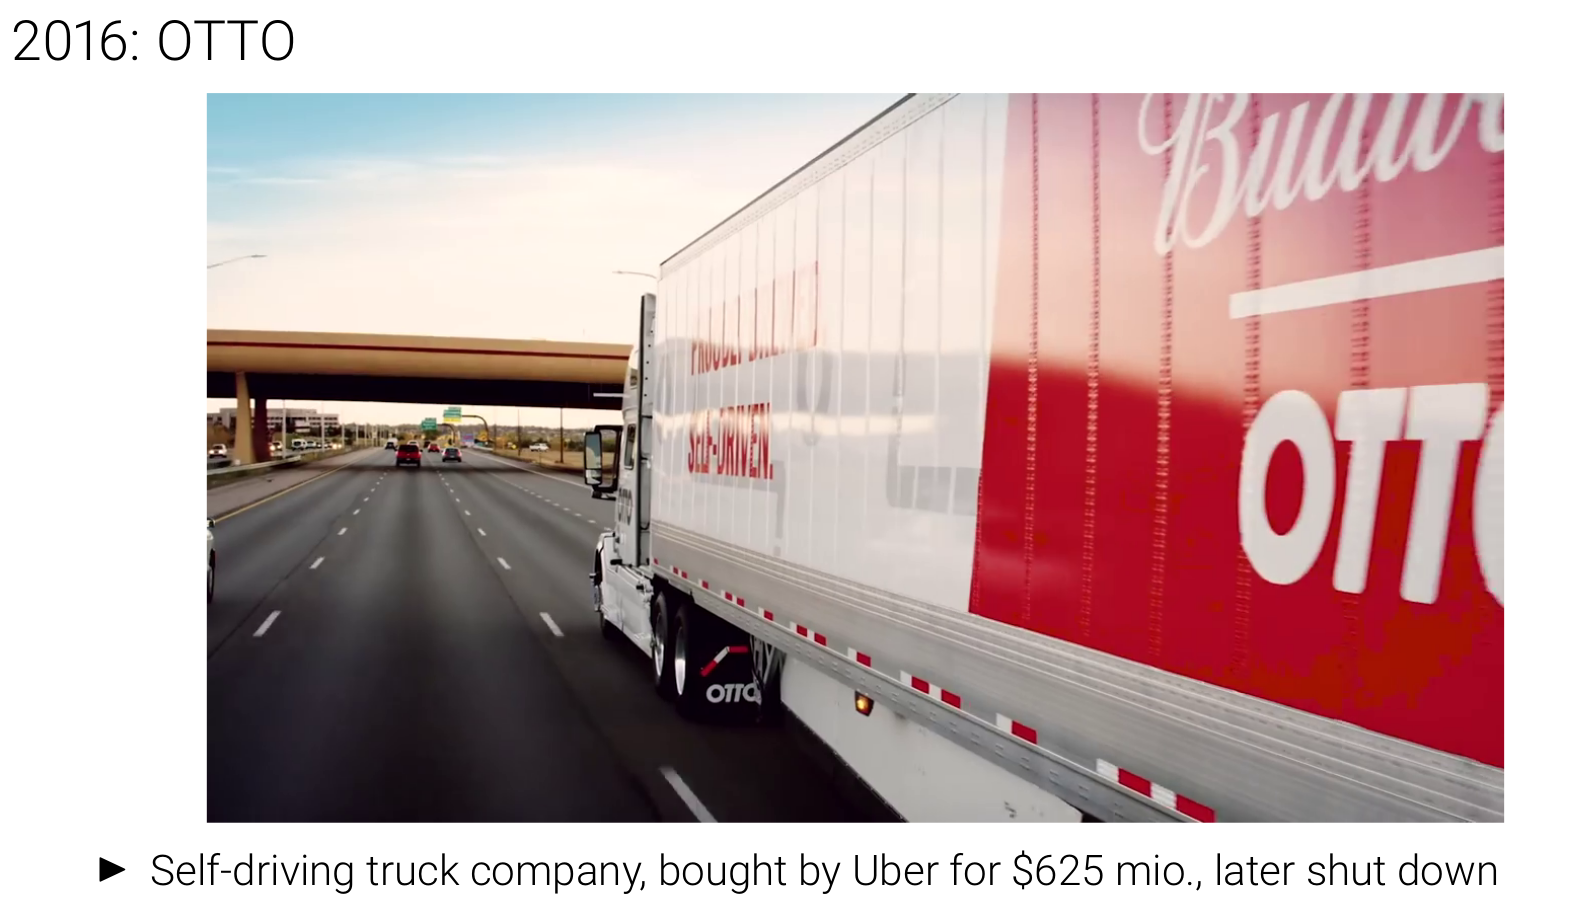 2016: OTTO
Budw
OTTO
SELF-DRIVEN.
OTTO
► Self-driving truck company, bought by Uber for $625 mio., later shut down